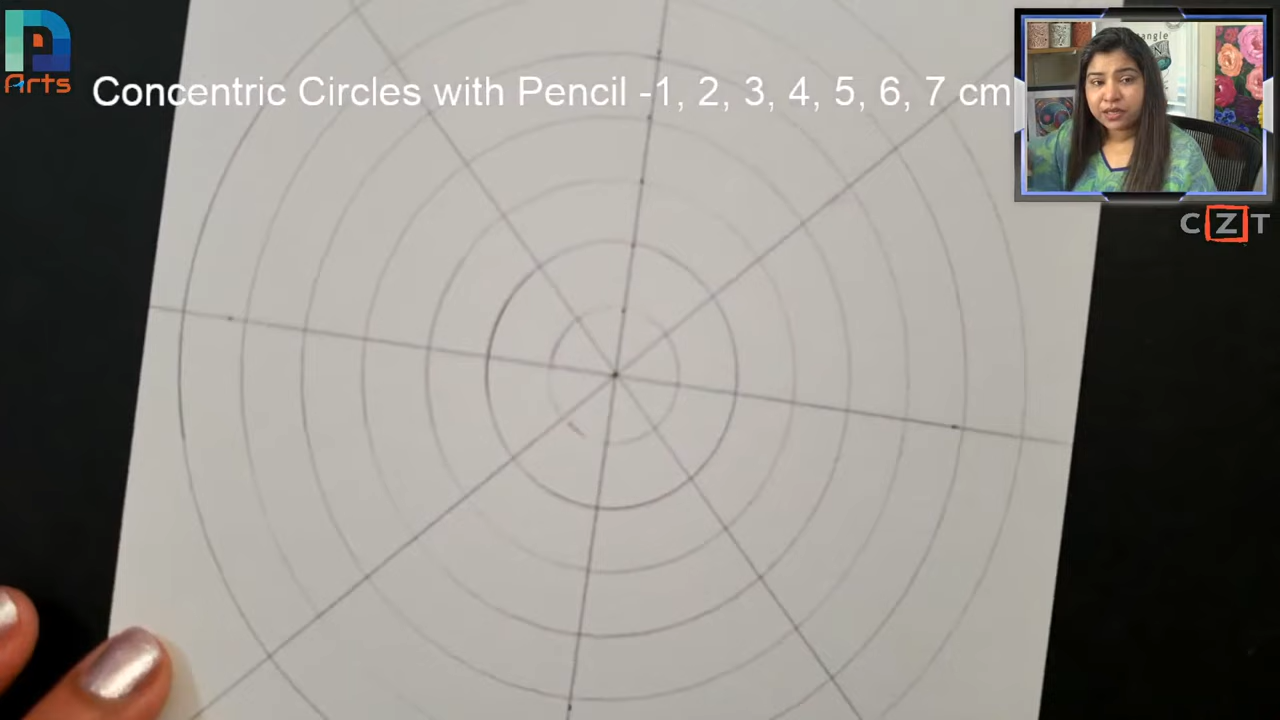 Arts
Concentric Circles with Pencil -1, 2, 3, 4, 5, 6, 7 cm
CZT